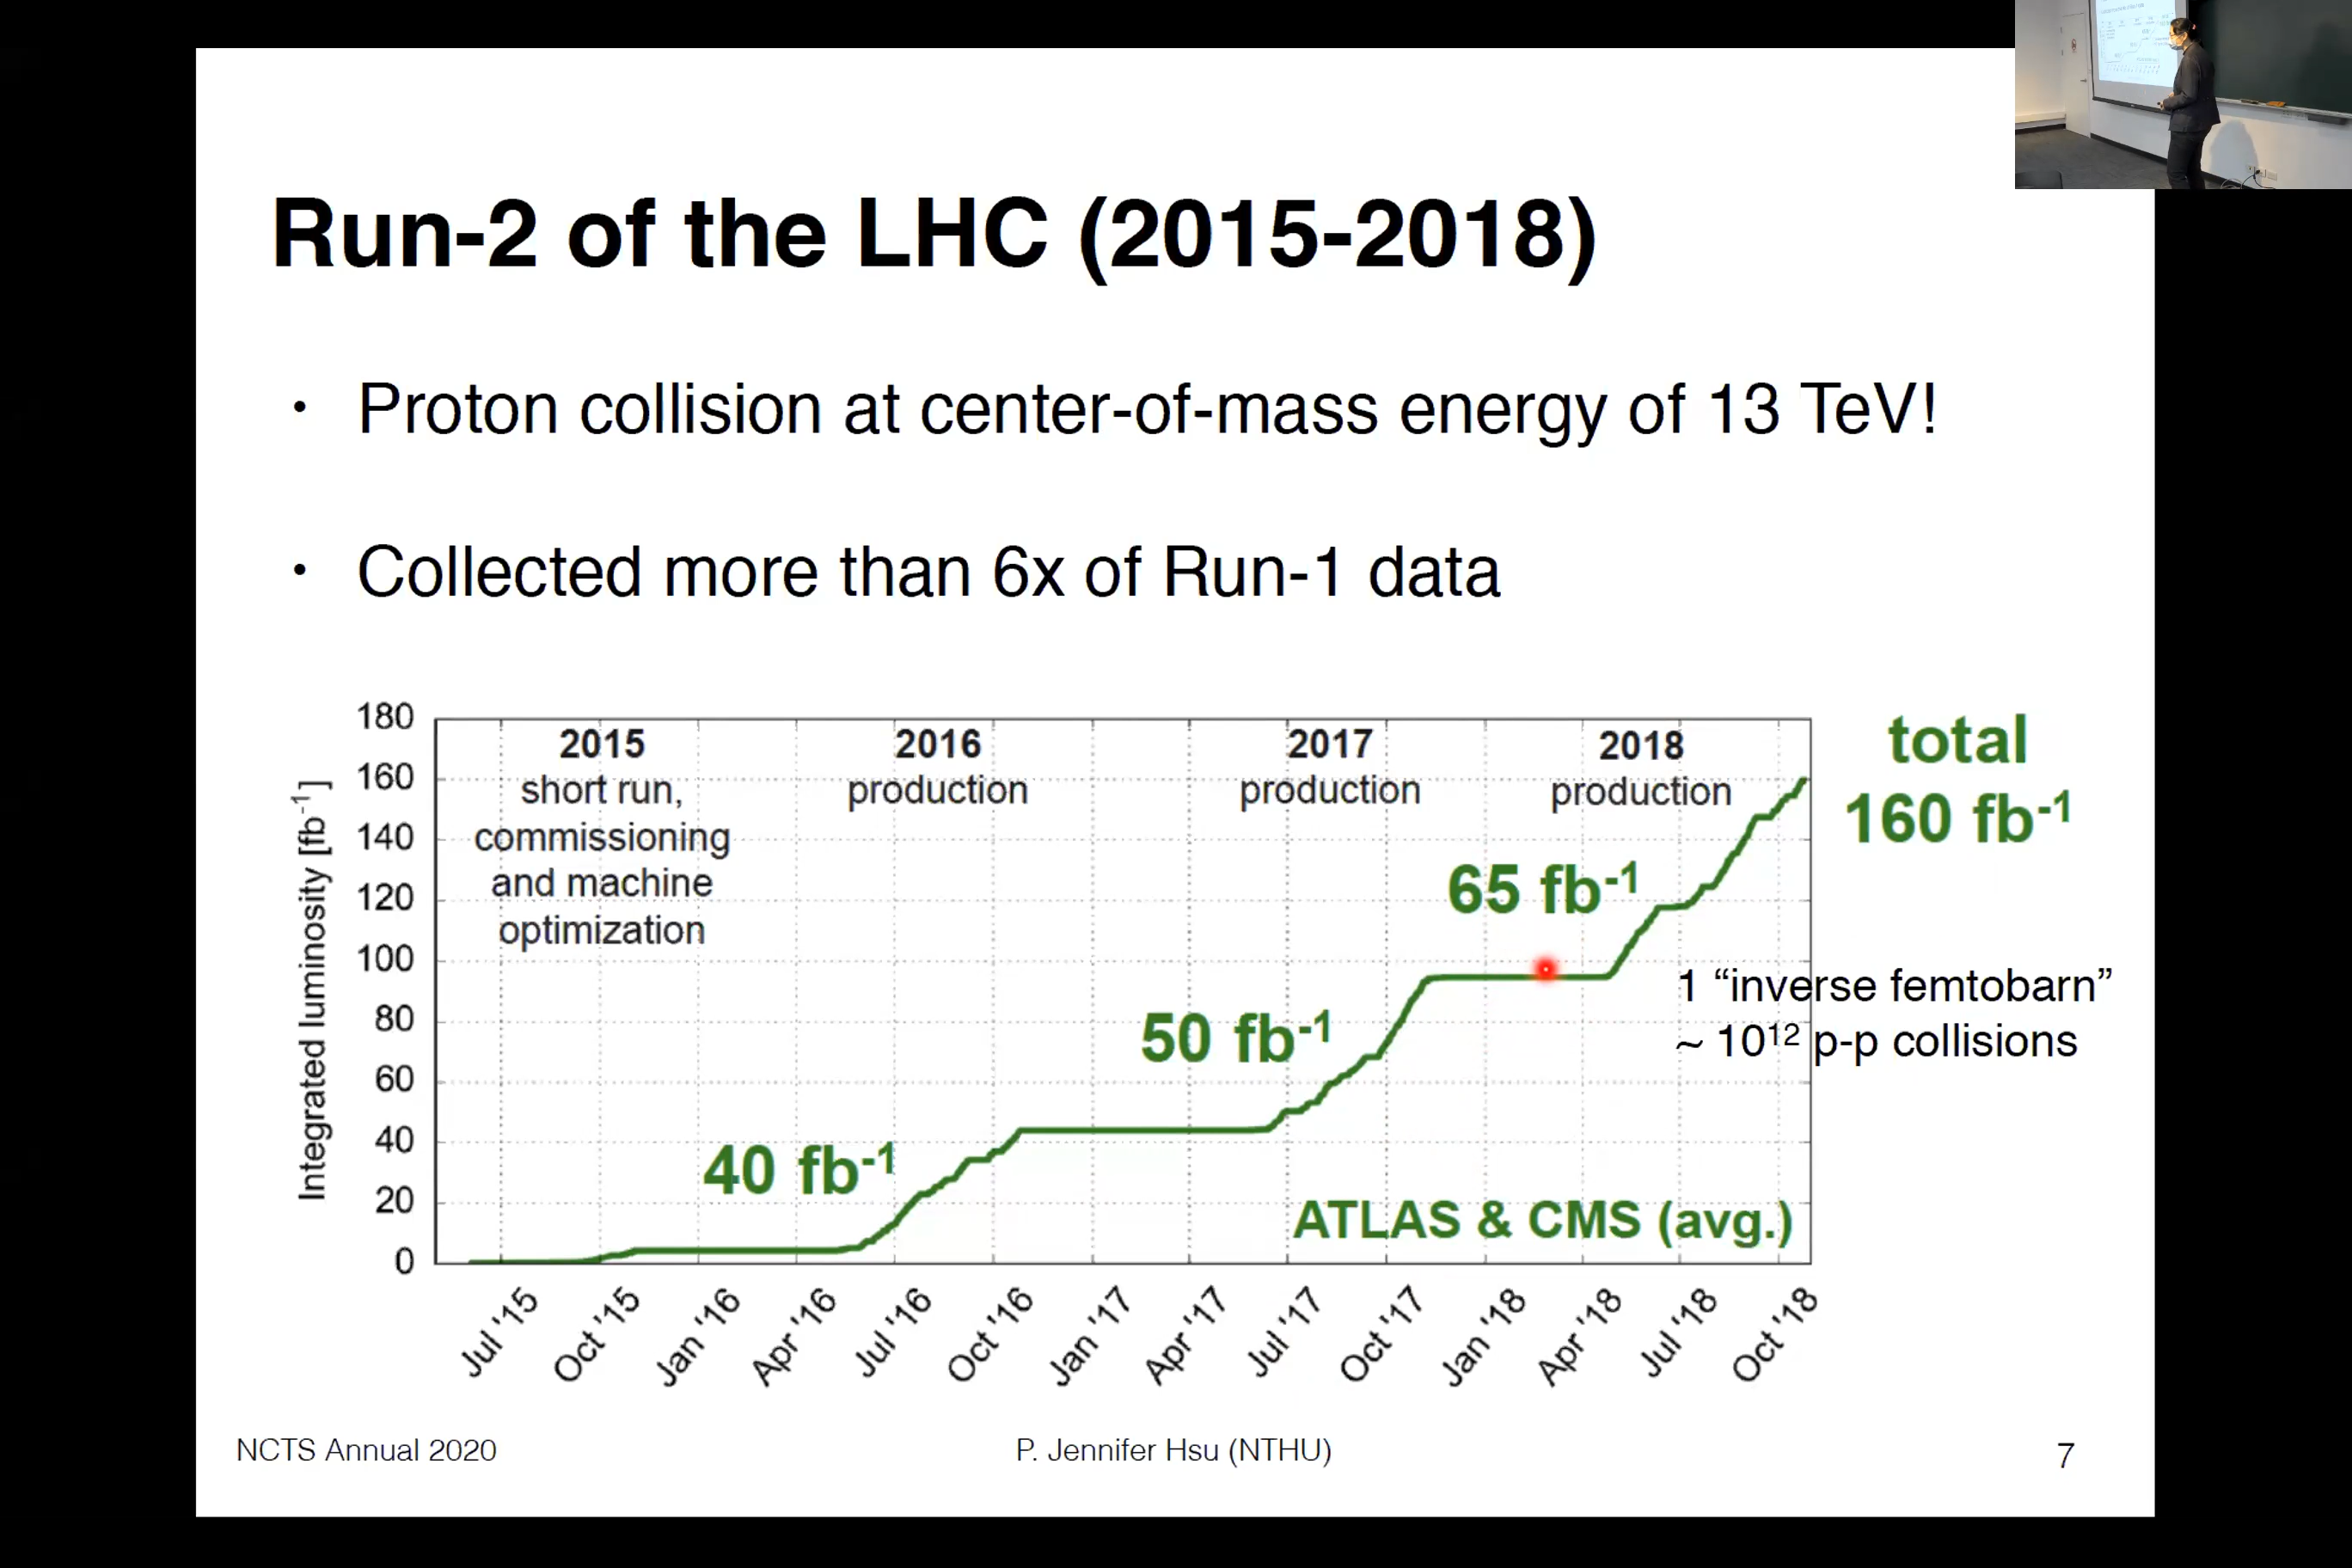 Run-2 of the LHC (2015-2018)
• Proton collision at center-of-mass energy of 13 TeV!
• Collected more than 6x of Run-1 data
Integrated luminosity [fb⁻¹]
180
160
140
120
100
80
60
40
20
0
2015
short run,
commissioning
and machine
optimization
2016
production
2017
production
2018
production
total
160 fb⁻¹
65 fb⁻¹
50 fb⁻¹
40 fb⁻¹
1 “inverse femtobarn”
~ 10¹² p-p collisions
ATLAS & CMS (avg.)
Jul '15
Oct '15
Jan '16
Apr '16
Jul '16
Oct '16
Jan '17
Apr '17
Jul '17
Oct '17
Jan '18
Apr '18
Jul '18
Oct '18
NCTS Annual 2020
P. Jennifer Hsu (NTHU)
7